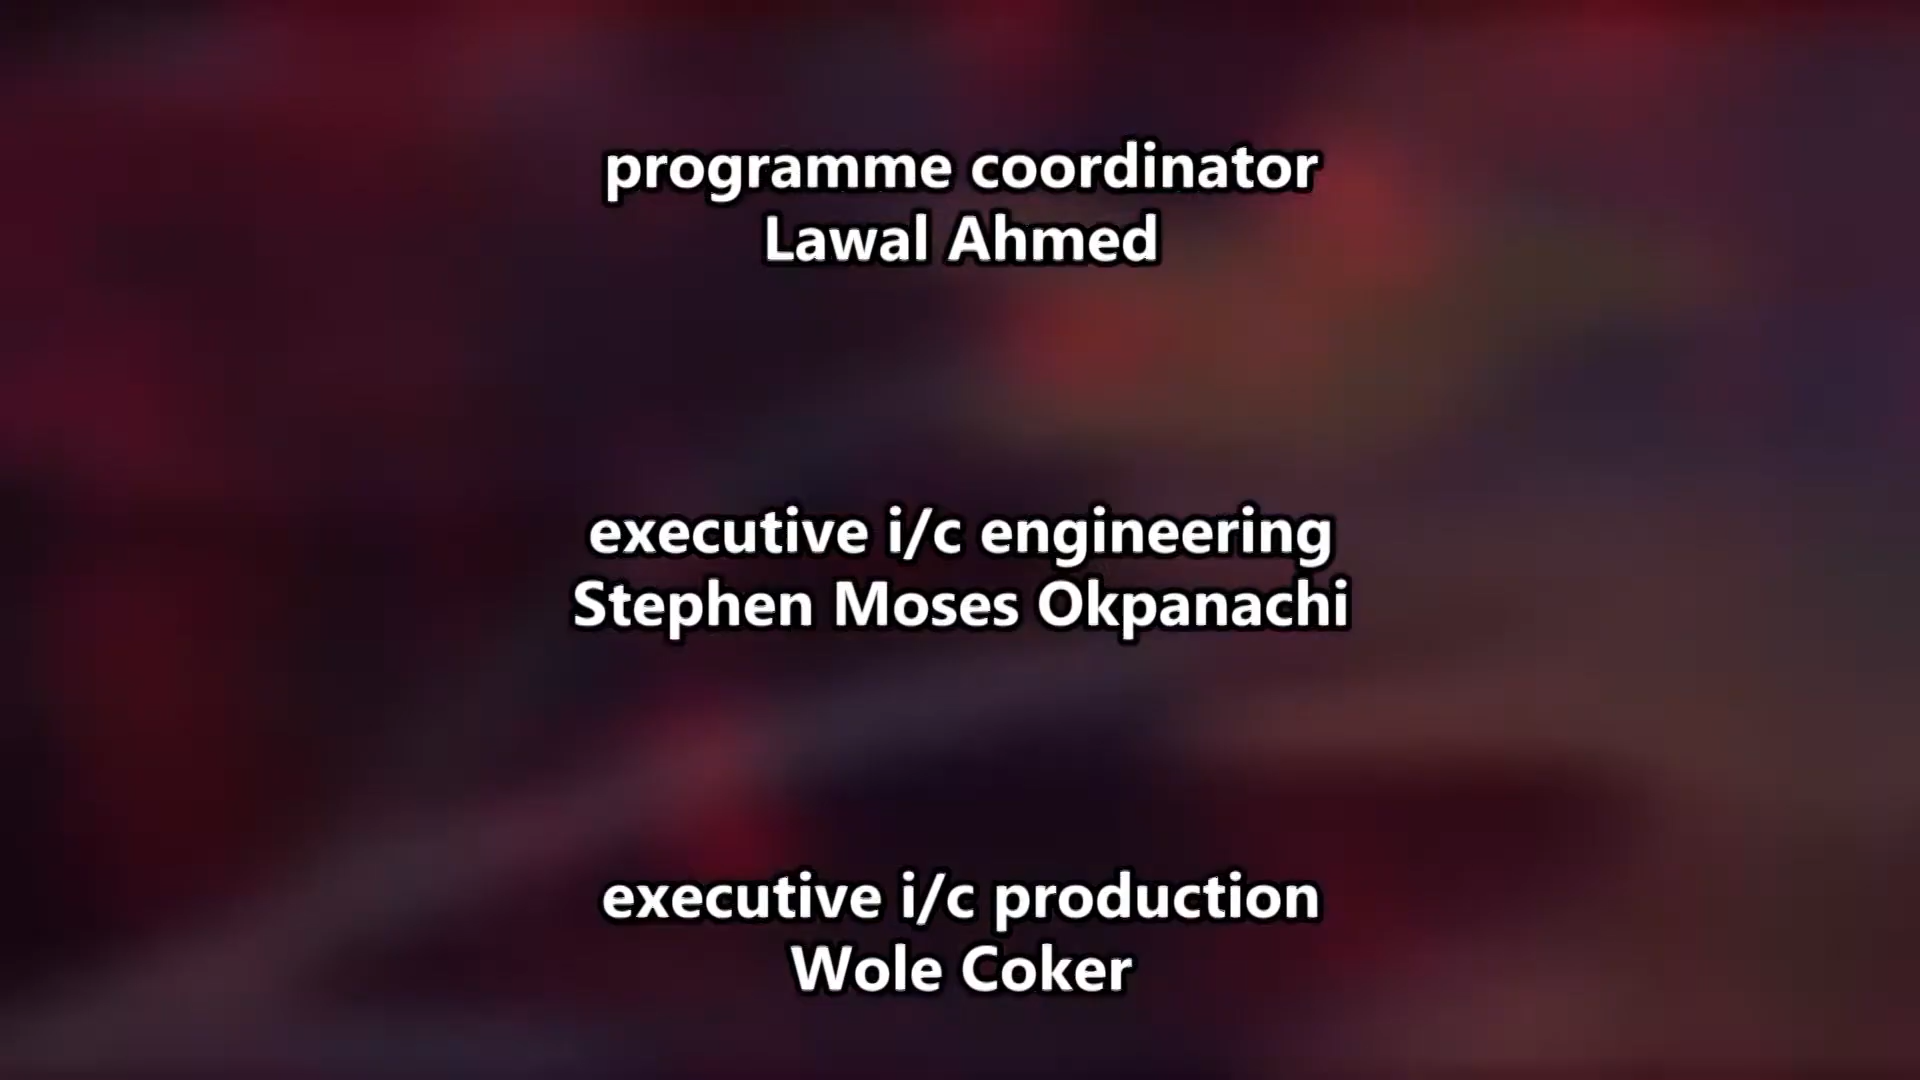 programme coordinator
Lawal Ahmed
executive i/c engineering
Stephen Moses Okpanachi
executive i/c production
Wole Coker